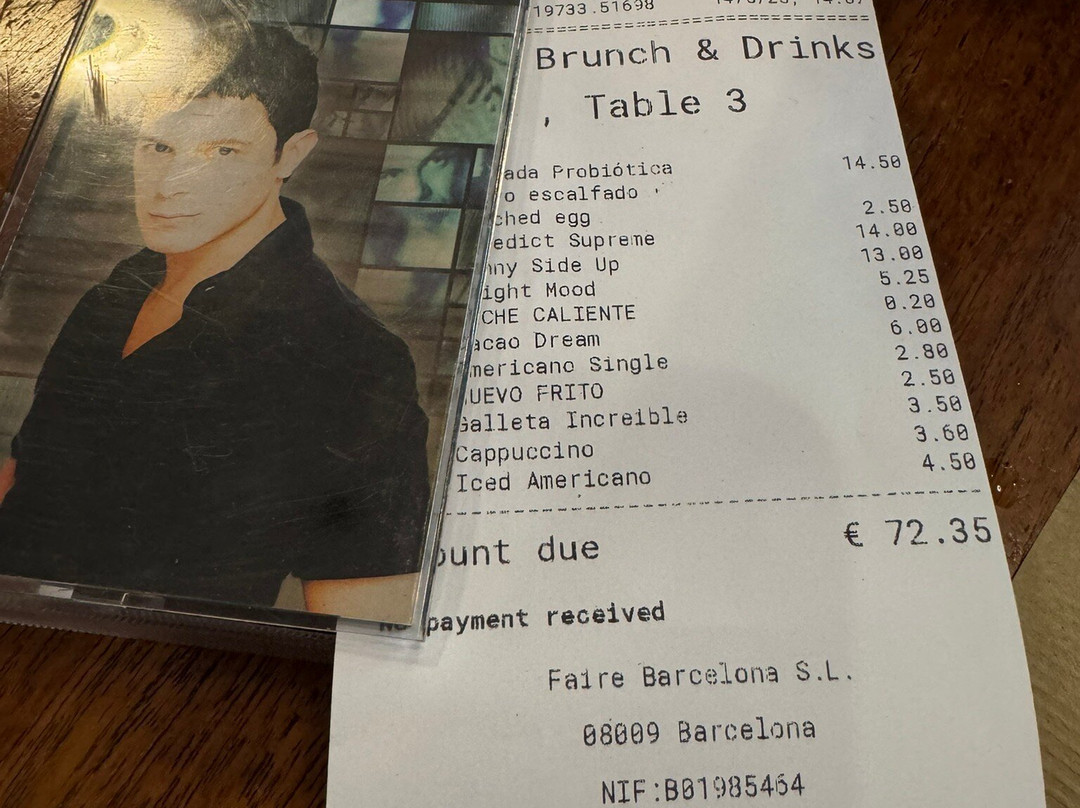 19733.51698
Brunch & Drinks
, Table 3
ada Probiótica 14.50
o escalfado
ched egg 2.50
edict Supreme 14.00
ny Side Up 13.00
ight Mood 5.25
CHE CALIENTE 0.20
acao Dream 6.00
mericano Single 2.80
UEVO FRITO 2.50
Galleta Increible 3.50
Cappuccino 3.60
Iced Americano 4.50
ount due € 72.35
No payment received
Faire Barcelona S.L.
08009 Barcelona
NIF:B01985464